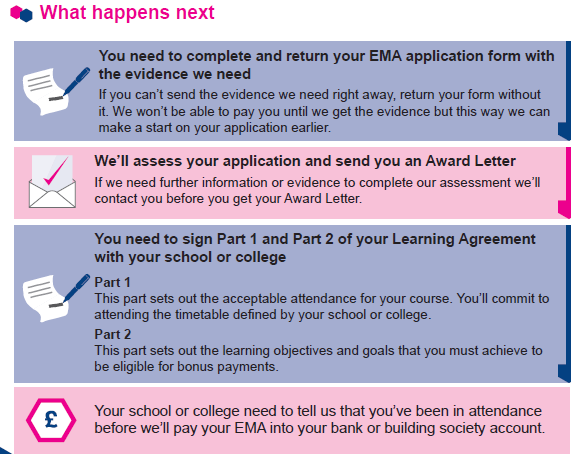 What happens next
You need to complete and return your EMA application form with
the evidence we need
If you can't send the evidence we need right away, return your form without
it. We won't be able to pay you until we get the evidence but this way we can
make a start on your application earlier.
We'll assess your application and send you an Award Letter
If we need further information or evidence to complete our assessment we'll
contact you before you get your Award Letter.
You need to sign Part 1 and Part 2 of your Learning Agreement
with your school or college
Part 1
This part sets out the acceptable attendance for your course. You'll commit to
attending the timetable defined by your school or college.
Part 2
This part sets out the learning objectives and goals that you must achieve to
be eligible for bonus payments.
£
Your school or college need to tell us that you've been in attendance
before we'll pay your EMA into your bank or building society account.